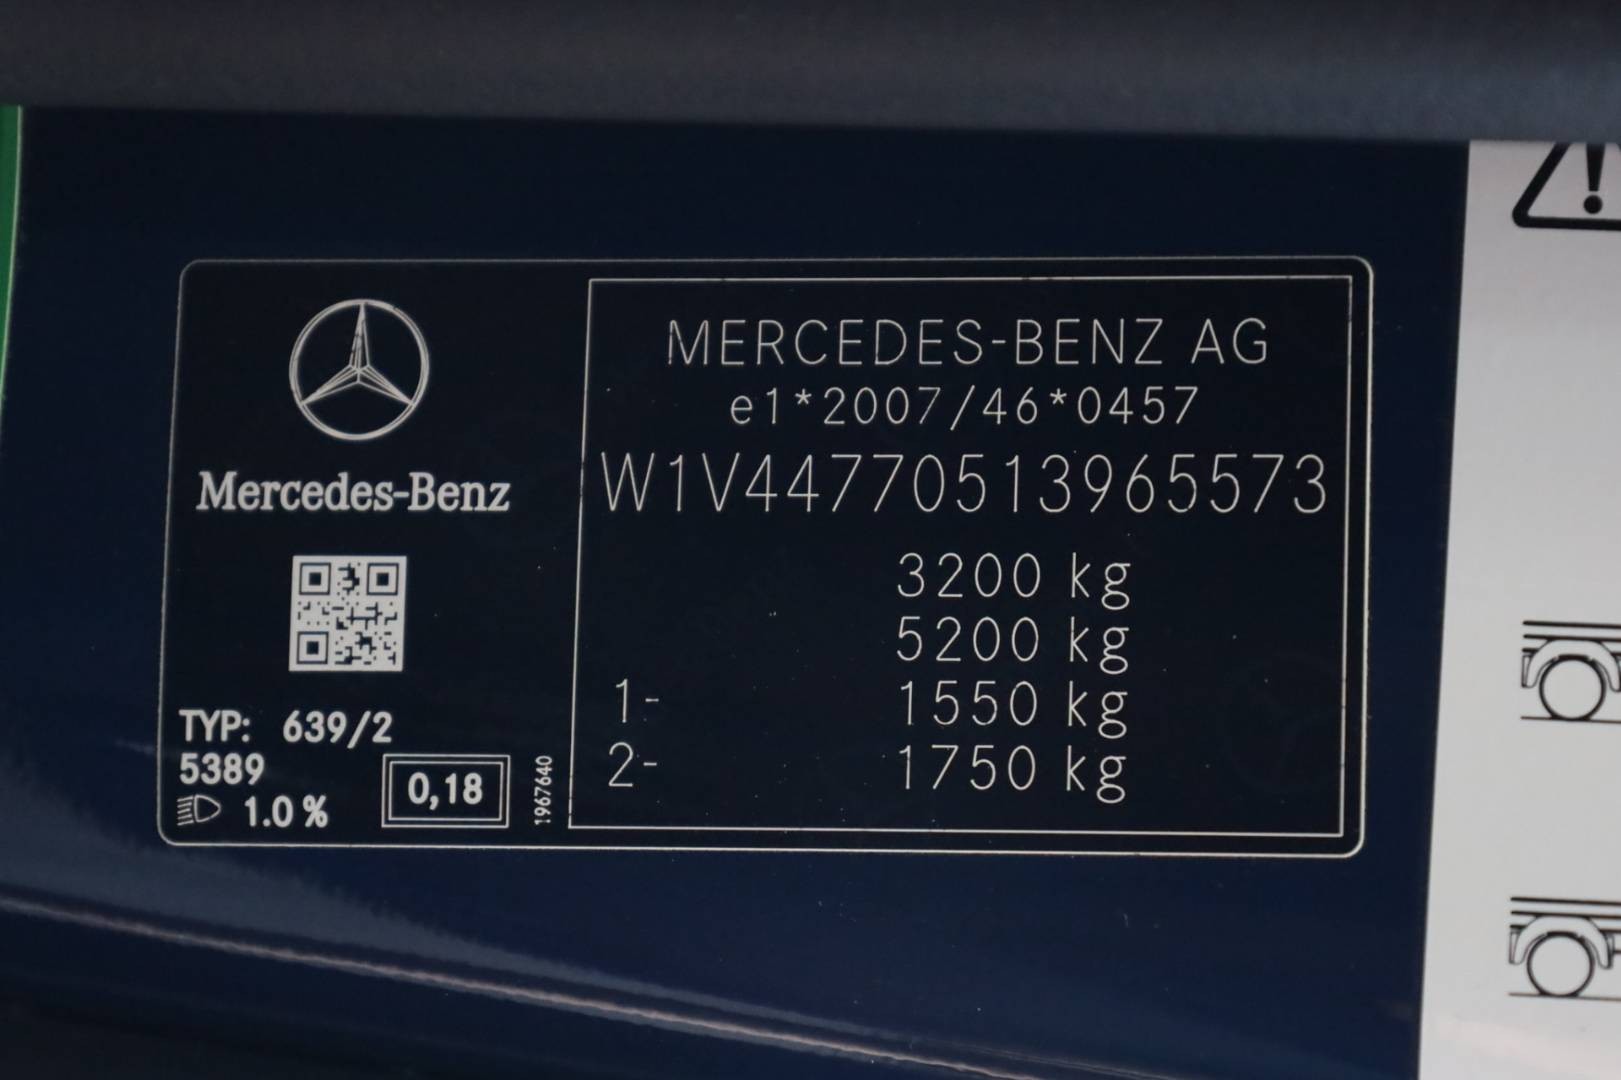 MERCEDES-BENZ AG
e1*2007/46*0457
W1V44770513965573
3200 kg
5200 kg
1- 1550 kg
2- 1750 kg
Mercedes-Benz
TYP: 639/2
5389
1.0 %
0,18
1967640